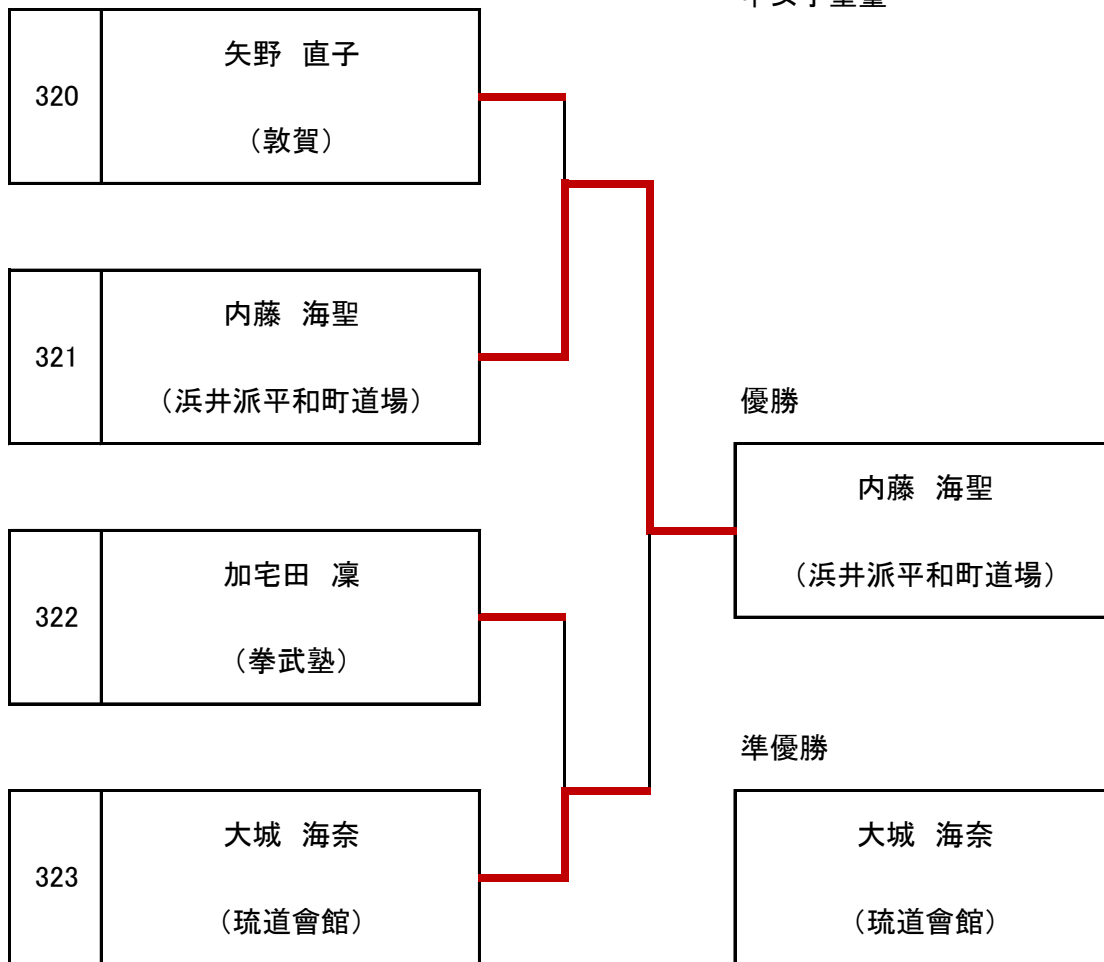 320
矢野 直子
(敦賀)
321
内藤 海聖
(浜井派平和町道場)
322
加宅田 凜
(拳武塾)
323
大城 海奈
(琉道會館)
優勝
内藤 海聖
(浜井派平和町道場)
準優勝
大城 海奈
(琉道會館)